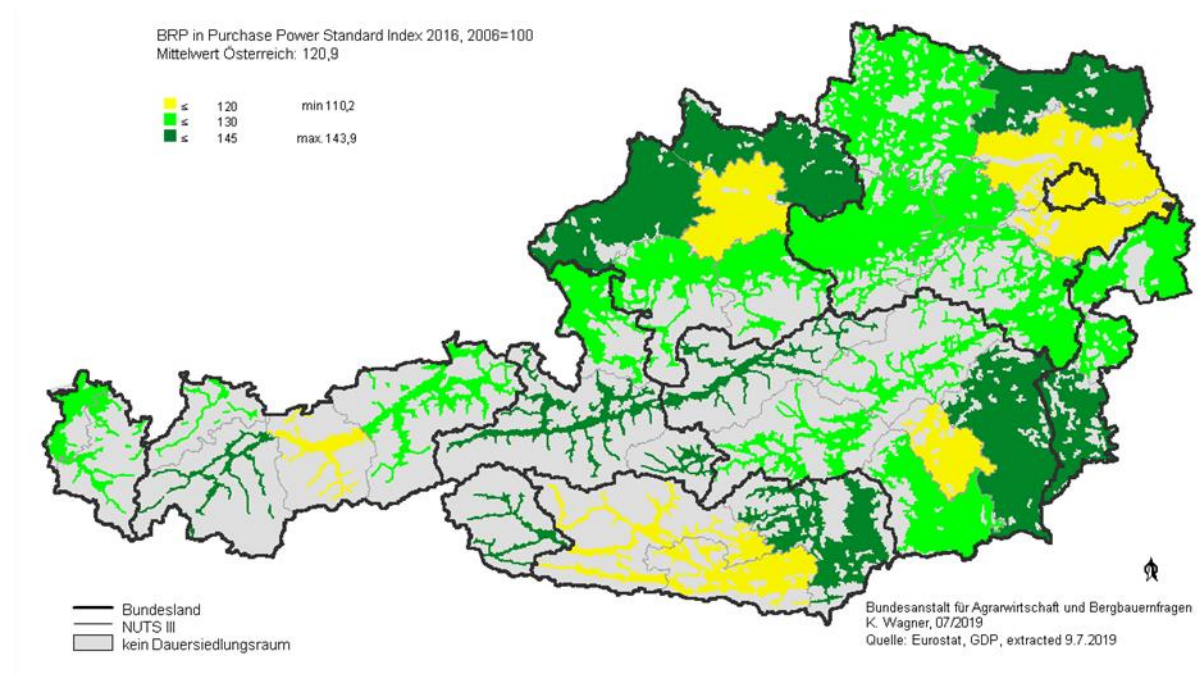 BRP in Purchase Power Standard Index 2016, 2006=100
Mittelwert Österreich: 120,9
≤ 120 min 110,2
≤ 130
≤ 145 max. 143,9
Bundesland
NUTS III
kein Dauersiedlungsraum
Bundesanstalt für Agrarwirtschaft und Bergbauernfragen
K. Wagner, 07/2019
Quelle: Eurostat, GDP, extracted 9.7.2019